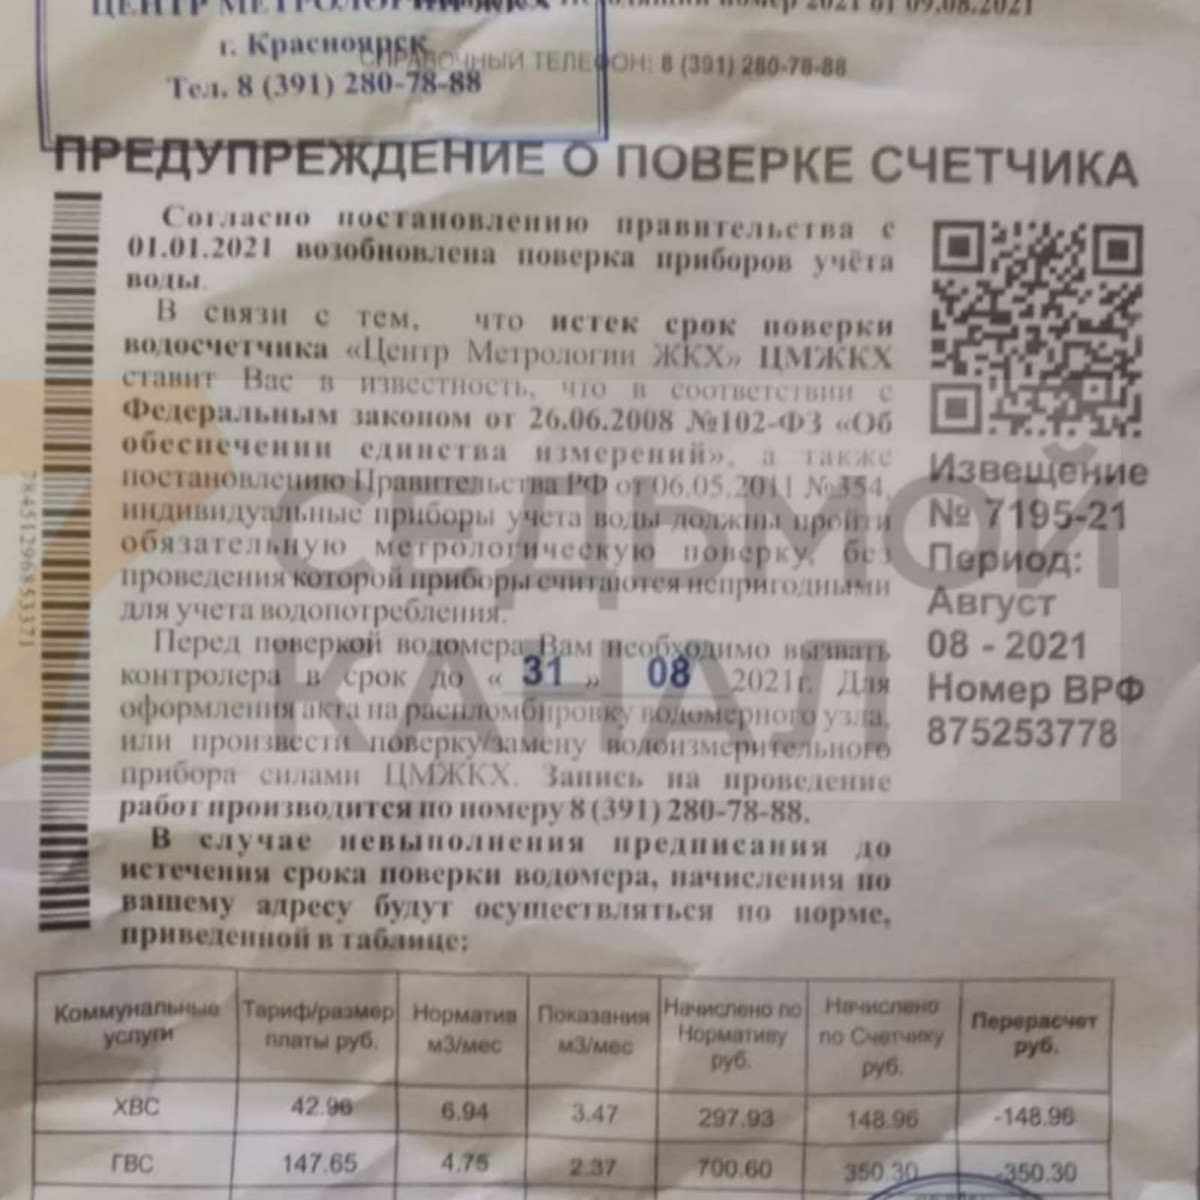 ЦЕНТР МЕТРОЛОГИИ ЖКХ
номер 2021 от 09.08.2021
г. Красноярск
СПРАВОЧНЫЙ ТЕЛЕФОН: 8 (391) 280-78-88
Тел. 8 (391) 280-78-88
ПРЕДУПРЕЖДЕНИЕ О ПОВЕРКЕ СЧЕТЧИКА
Согласно постановлению правительства с
01.01.2021 возобновлена поверка приборов учёта
воды.
В связи с тем, что истек срок поверки
водосчетчика «Центр Метрологии ЖКХ» ЦМЖКХ
ставит Вас в известность, что в соответствии с
Федеральным законом от 26.06.2008 №102-ФЗ «Об
обеспечении единства измерений», а также
постановлению Правительства РФ от 06.05.2011 №354,
индивидуальные приборы учета воды должны пройти
обязательную метрологическую поверку, без
проведения которой приборы считаются непригодными
для учета водопотребления.
Перед поверкой водомера Вам необходимо вызвать
контролера в срок до « 31 » 08 2021г. Для
оформления акта на распломбировку водомерного узла,
или произвести поверку/замену водоизмерительного
прибора силами ЦМЖКХ. Запись на проведение
работ производится по номеру 8 (391) 280-78-88.
В случае невыполнения предписания до
истечения срока поверки водомера, начисления по
вашему адресу будут осуществляться по норме,
приведенной в таблице:
Извещение
№ 7195-21
Период:
Август
08 - 2021
Номер ВРФ
875253778
78451296853371
СЕДЬМОЙ
КАНАЛ
Коммунальные услуги Тариф/размер платы руб. Норматив м3/мес Показания м3/мес Начислено по Нормативу руб. Начислено по Счетчику руб. Перерасчет руб.
ХВС 42.96 6.94 3.47 297.93 148.96 -148.96
ГВС 147.65 4.75 2.37 700.60 350.30 -350.30